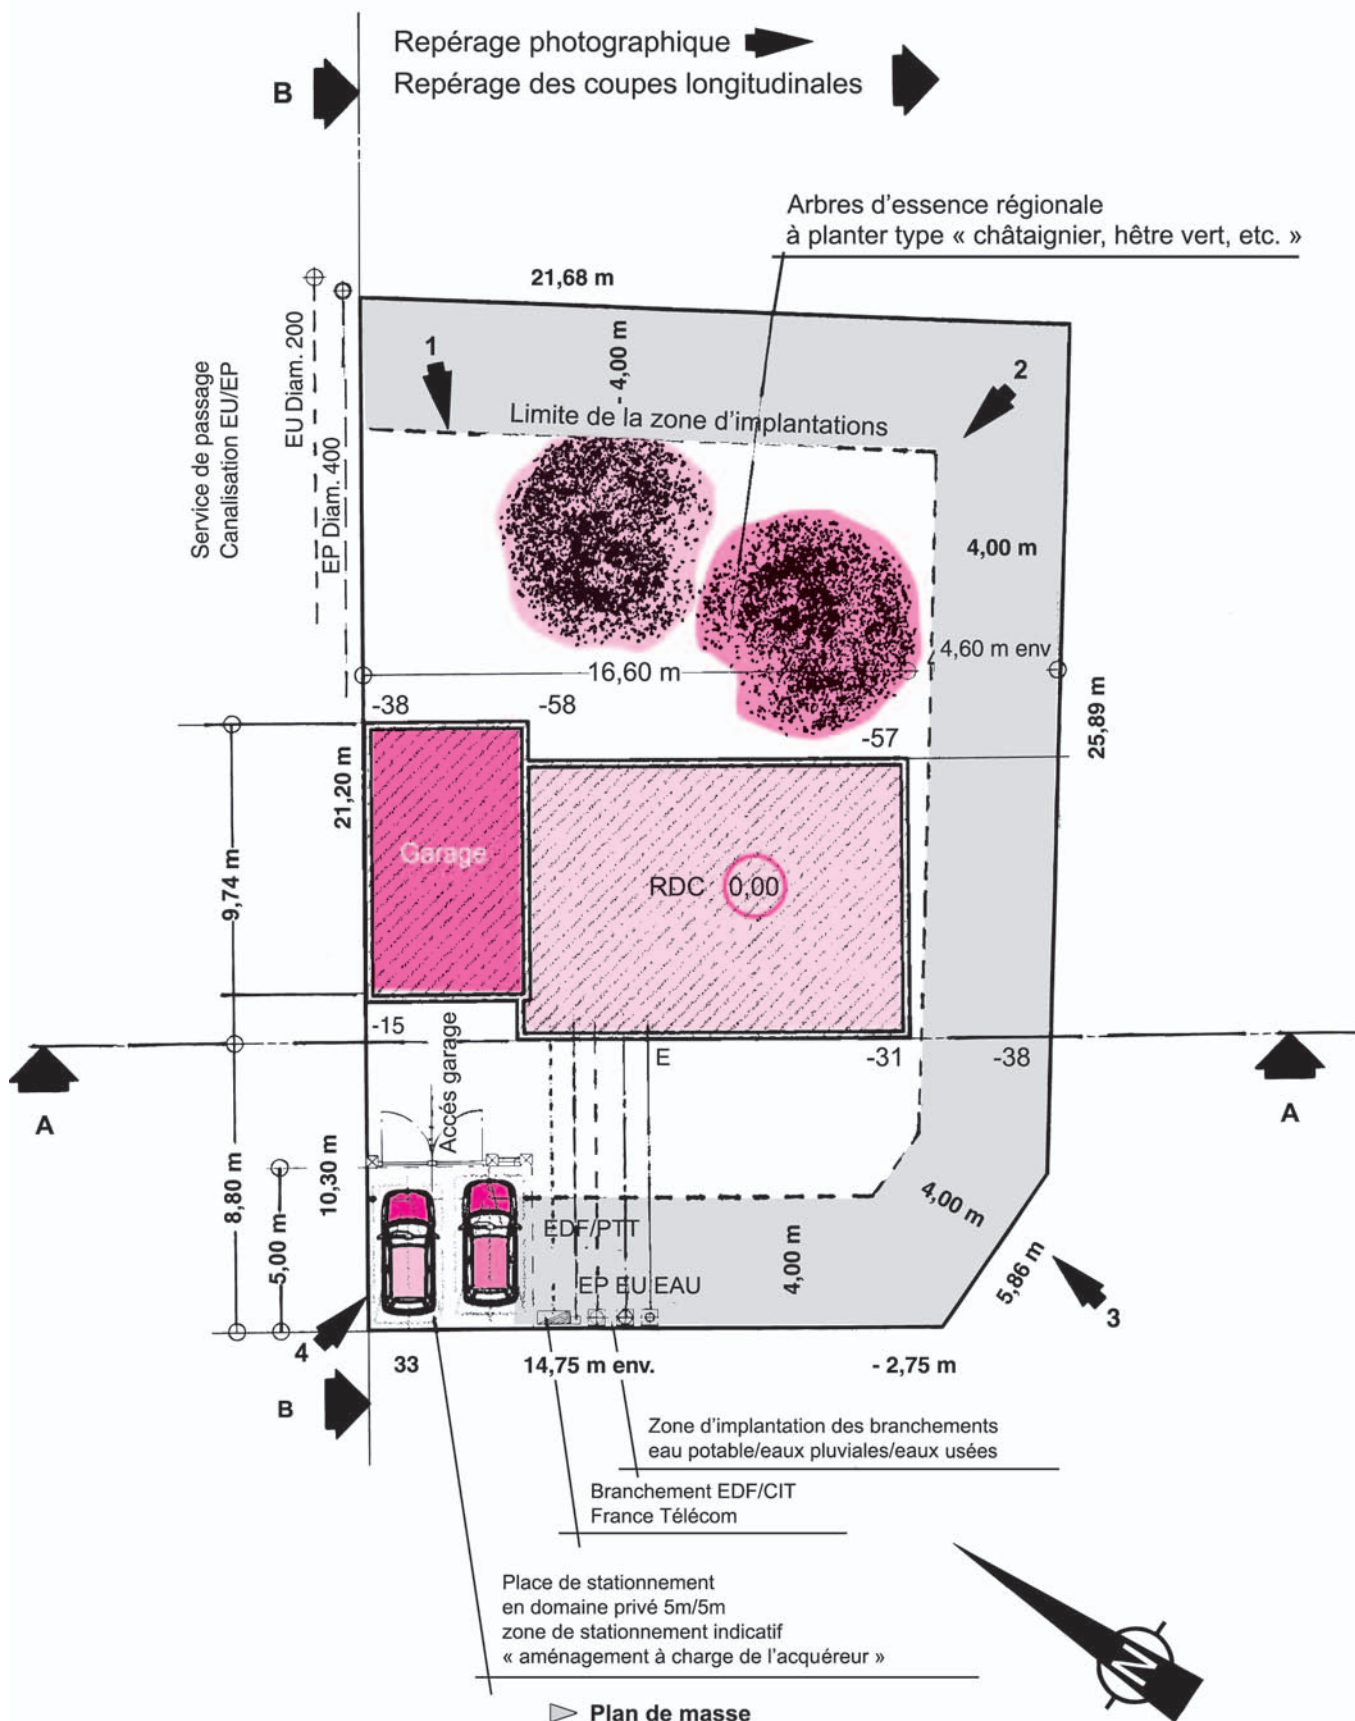 Repérage photographique
B
Repérage des coupes longitudinales
Arbres d'essence régionale
à planter type « châtaignier, hêtre vert, etc. »
21,68 m
EU Diam. 200
Service de passage
Canalisation EU/EP
EP Diam. 400
1
- 4,00 m
2
Limite de la zone d'implantations
4,00 m
4,60 m env
16,60 m
-38
-58
-57
25,89 m
21,20 m
9,74 m
Garage
RDC
0,00
-15
Accés garage
E
-31
-38
A
A
8,80 m
10,30 m
5,00 m
EDF/PTT
EP EU EAU
4,00 m
4,00 m
5,86 m
3
4
33
14,75 m env.
- 2,75 m
B
Zone d'implantation des branchements
eau potable/eaux pluviales/eaux usées
Branchement EDF/CIT
France Télécom
Place de stationnement
en domaine privé 5m/5m
zone de stationnement indicatif
« aménagement à charge de l'acquéreur »
N
Plan de masse